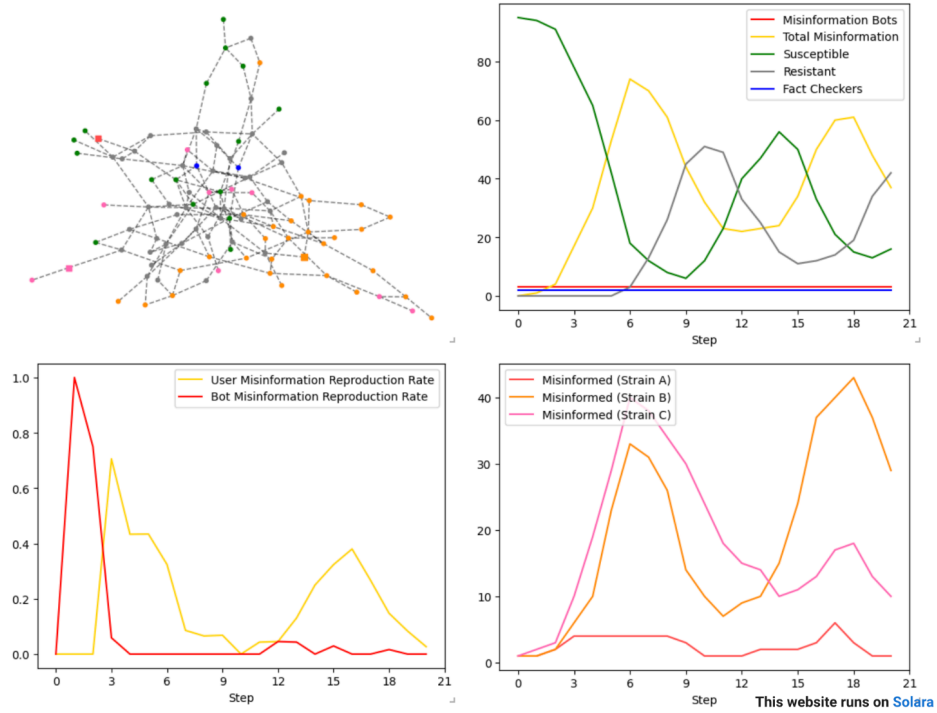 Misinformation Bots
Total Misinformation
Susceptible
Resistant
Fact Checkers
80
60
40
20
0
0 3 6 9 12 15 18 21
Step
User Misinformation Reproduction Rate
Bot Misinformation Reproduction Rate
1.0
0.8
0.6
0.4
0.2
0.0
0 3 6 9 12 15 18 21
Step
Misinformed (Strain A)
Misinformed (Strain B)
Misinformed (Strain C)
40
30
20
10
0
0 3 6 9 12 15 18 21
Step
This website runs on Solara